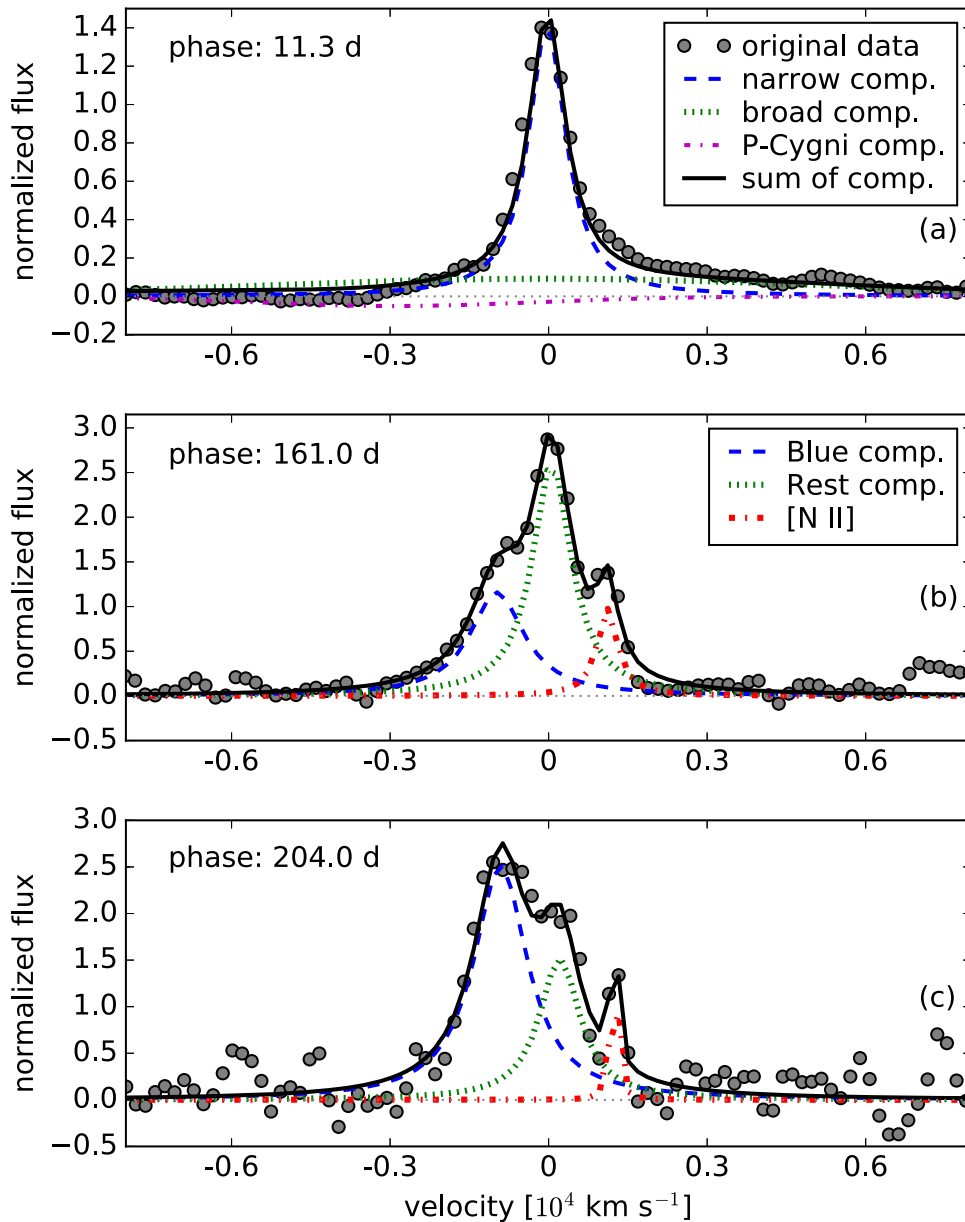 1.4
1.2
1.0
0.8
0.6
0.4
0.2
0.0
−0.2
normalized flux
phase: 11.3 d
original data
narrow comp.
broad comp.
P-Cygni comp.
sum of comp.
(a)
-0.6 -0.3 0 0.3 0.6
3.0
2.5
2.0
1.5
1.0
0.5
0.0
−0.5
normalized flux
phase: 161.0 d
Blue comp.
Rest comp.
[N II]
(b)
-0.6 -0.3 0 0.3 0.6
3.0
2.5
2.0
1.5
1.0
0.5
0.0
−0.5
normalized flux
phase: 204.0 d
(c)
-0.6 -0.3 0 0.3 0.6
velocity [10⁴ km s⁻¹]